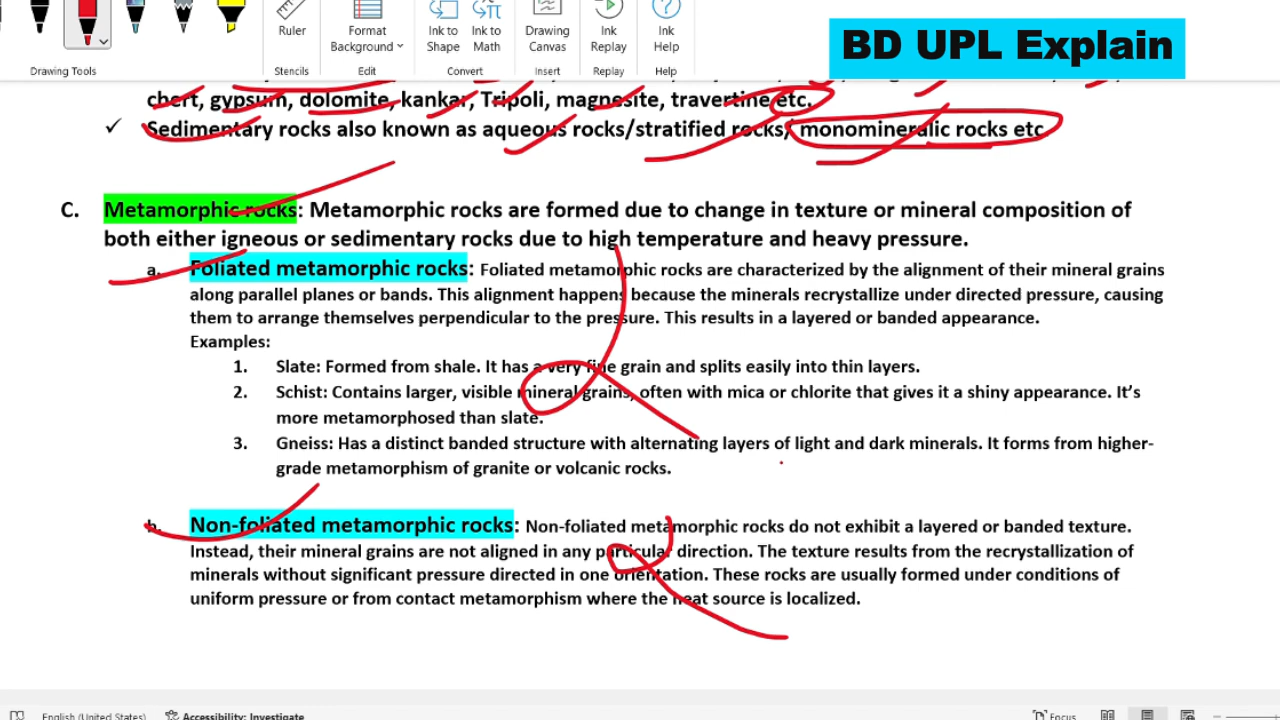 BD UPL Explain
Ruler
Format Background
Ink to Shape
Ink to Math
Drawing Canvas
Ink Replay
Ink Help
Drawing Tools
Stencils
Edit
Convert
Insert
Replay
Help
chert, gypsum, dolomite, kankar, Tripoli, magnesite, travertine etc.
✓ Sedimentary rocks also known as aqueous rocks/stratified rocks/ monomineralic rocks etc
C. Metamorphic rocks: Metamorphic rocks are formed due to change in texture or mineral composition of
both either igneous or sedimentary rocks due to high temperature and heavy pressure.
a. Foliated metamorphic rocks: Foliated metamorphic rocks are characterized by the alignment of their mineral grains
along parallel planes or bands. This alignment happens because the minerals recrystallize under directed pressure, causing
them to arrange themselves perpendicular to the pressure. This results in a layered or banded appearance.
Examples:
1. Slate: Formed from shale. It has a very fine grain and splits easily into thin layers.
2. Schist: Contains larger, visible mineral grains, often with mica or chlorite that gives it a shiny appearance. It’s
more metamorphosed than slate.
3. Gneiss: Has a distinct banded structure with alternating layers of light and dark minerals. It forms from higher-
grade metamorphism of granite or volcanic rocks.
b. Non-foliated metamorphic rocks: Non-foliated metamorphic rocks do not exhibit a layered or banded texture.
Instead, their mineral grains are not aligned in any particular direction. The texture results from the recrystallization of
minerals without significant pressure directed in one orientation. These rocks are usually formed under conditions of
uniform pressure or from contact metamorphism where the heat source is localized.
English (United States)
Accessibility: Investigate
Focus